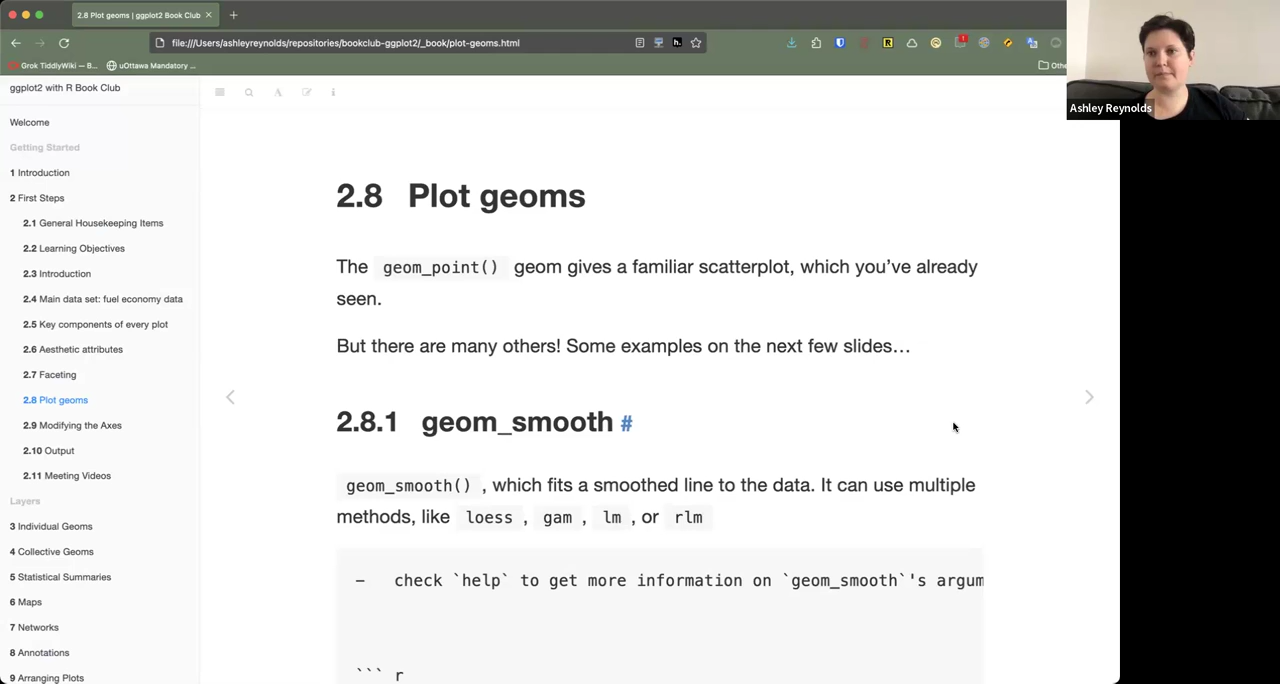 2.8 Plot geoms | ggplot2 Book Club
file:///Users/ashleyreynolds/repositories/bookclub-ggplot2/_book/plot-geoms.html
Grok TiddlyWiki — B...
uOttawa Mandatory ...
Othe
ggplot2 with R Book Club
Welcome
Getting Started
1 Introduction
2 First Steps
2.1 General Housekeeping Items
2.2 Learning Objectives
2.3 Introduction
2.4 Main data set: fuel economy data
2.5 Key components of every plot
2.6 Aesthetic attributes
2.7 Faceting
2.8 Plot geoms
2.9 Modifying the Axes
2.10 Output
2.11 Meeting Videos
Layers
3 Individual Geoms
4 Collective Geoms
5 Statistical Summaries
6 Maps
7 Networks
8 Annotations
9 Arranging Plots
2.8 Plot geoms
The geom_point() geom gives a familiar scatterplot, which you've already
seen.
But there are many others! Some examples on the next few slides...
2.8.1 geom_smooth #
geom_smooth() , which fits a smoothed line to the data. It can use multiple
methods, like loess , gam , lm , or rlm
- check `help` to get more information on `geom_smooth`'s argum
``` r
Ashley Reynolds